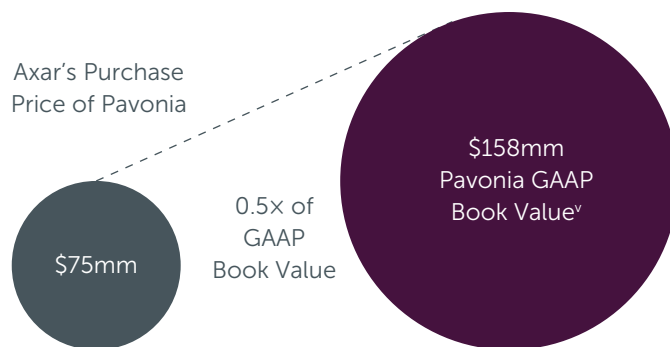 Axar’s Purchase
Price of Pavonia
$75mm
0.5x of
GAAP
Book Value
$158mm
Pavonia GAAP
Book Valueᵛ